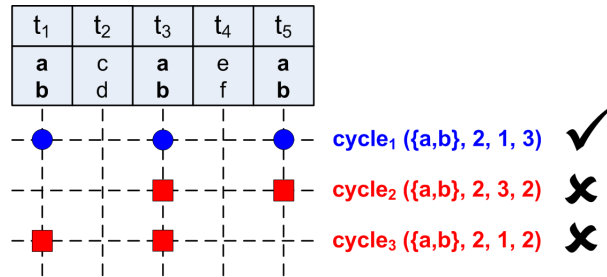 t1 t2 t3 t4 t5
a c a e a
b d b f b
cycle1 ({a,b}, 2, 1, 3)
cycle2 ({a,b}, 2, 3, 2)
cycle3 ({a,b}, 2, 1, 2)